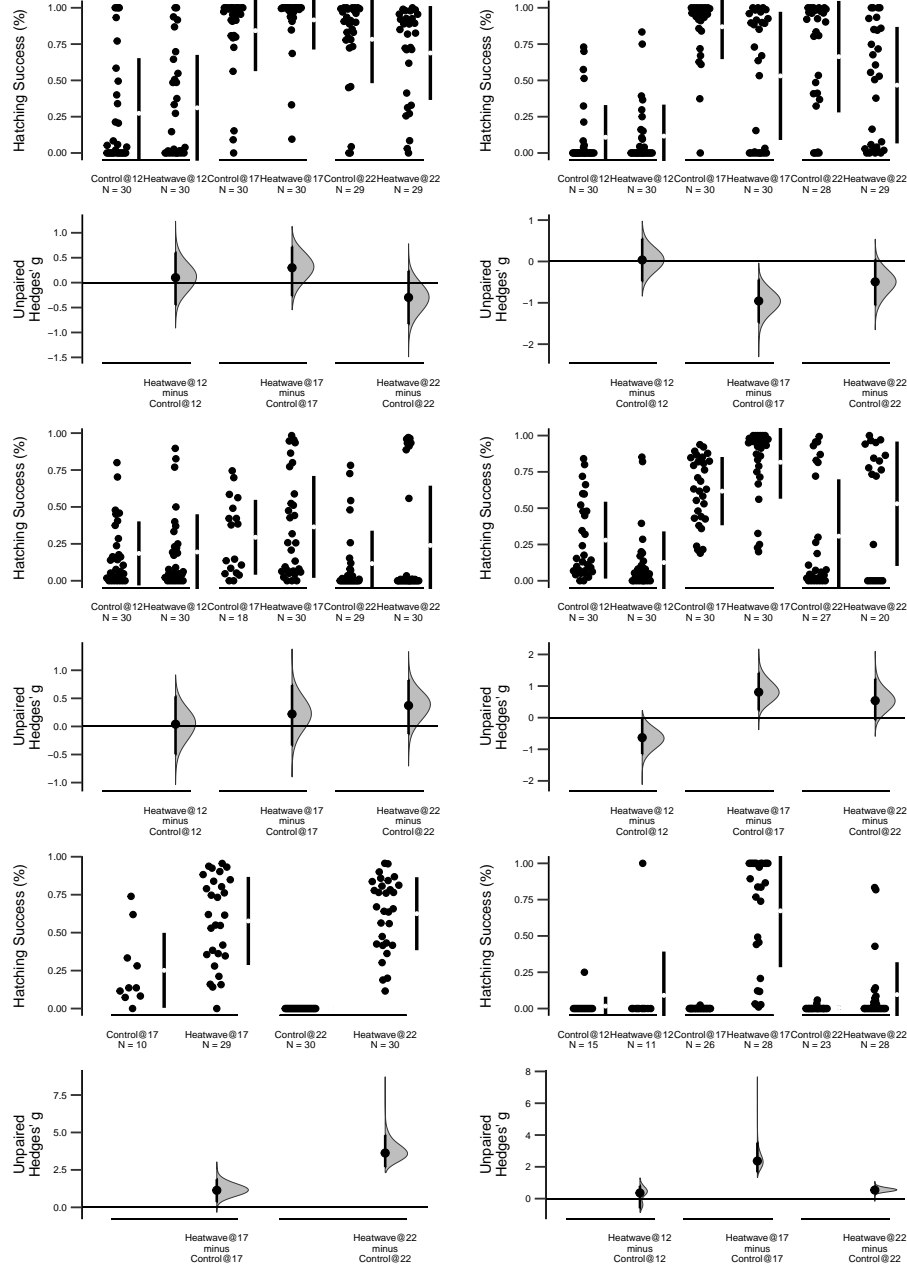 Hatching Success (%)
1.00
0.75
0.50
0.25
0.00
Control@12 Heatwave@12 Control@17 Heatwave@17 Control@22 Heatwave@22
N = 30 N = 30 N = 30 N = 30 N = 29 N = 29
Hatching Success (%)
1.00
0.75
0.50
0.25
0.00
Control@12 Heatwave@12 Control@17 Heatwave@17 Control@22 Heatwave@22
N = 30 N = 30 N = 30 N = 30 N = 28 N = 29
Unpaired
Hedges' g
1.0
0.5
0.0
−0.5
−1.0
−1.5
Heatwave@12 Heatwave@17 Heatwave@22
minus minus minus
Control@12 Control@17 Control@22
Unpaired
Hedges' g
1
0
−1
−2
Heatwave@12 Heatwave@17 Heatwave@22
minus minus minus
Control@12 Control@17 Control@22
Hatching Success (%)
1.00
0.75
0.50
0.25
0.00
Control@12 Heatwave@12 Control@17 Heatwave@17 Control@22 Heatwave@22
N = 30 N = 30 N = 18 N = 30 N = 29 N = 30
Hatching Success (%)
1.00
0.75
0.50
0.25
0.00
Control@12 Heatwave@12 Control@17 Heatwave@17 Control@22 Heatwave@22
N = 30 N = 30 N = 30 N = 30 N = 27 N = 20
Unpaired
Hedges' g
1.0
0.5
0.0
−0.5
−1.0
Heatwave@12 Heatwave@17 Heatwave@22
minus minus minus
Control@12 Control@17 Control@22
Unpaired
Hedges' g
2
1
0
−1
−2
Heatwave@12 Heatwave@17 Heatwave@22
minus minus minus
Control@12 Control@17 Control@22
Hatching Success (%)
1.00
0.75
0.50
0.25
0.00
Control@17 Heatwave@17 Control@22 Heatwave@22
N = 10 N = 29 N = 30 N = 30
Hatching Success (%)
1.00
0.75
0.50
0.25
0.00
Control@12 Heatwave@12 Control@17 Heatwave@17 Control@22 Heatwave@22
N = 15 N = 11 N = 26 N = 28 N = 23 N = 28
Unpaired
Hedges' g
7.5
5.0
2.5
0.0
Heatwave@17 Heatwave@22
minus minus
Control@17 Control@22
Unpaired
Hedges' g
8
6
4
2
0
Heatwave@12 Heatwave@17 Heatwave@22
minus minus minus
Control@12 Control@17 Control@22